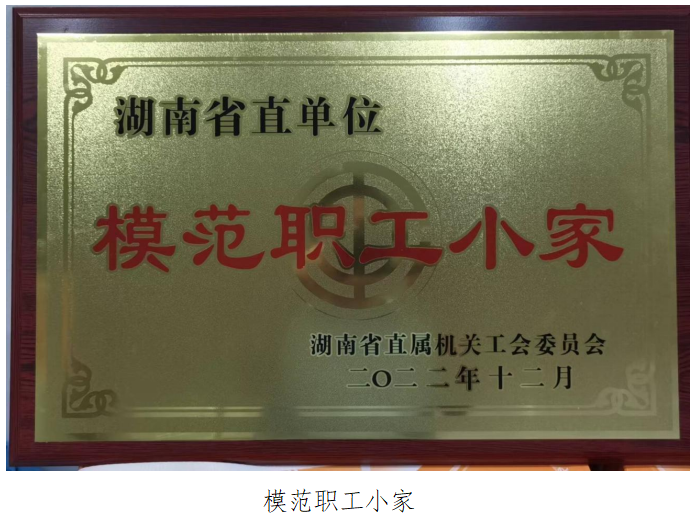 湖南省直单位
模范职工小家
湖南省直属机关工会委员会
二〇二二年十二月
模范职工小家